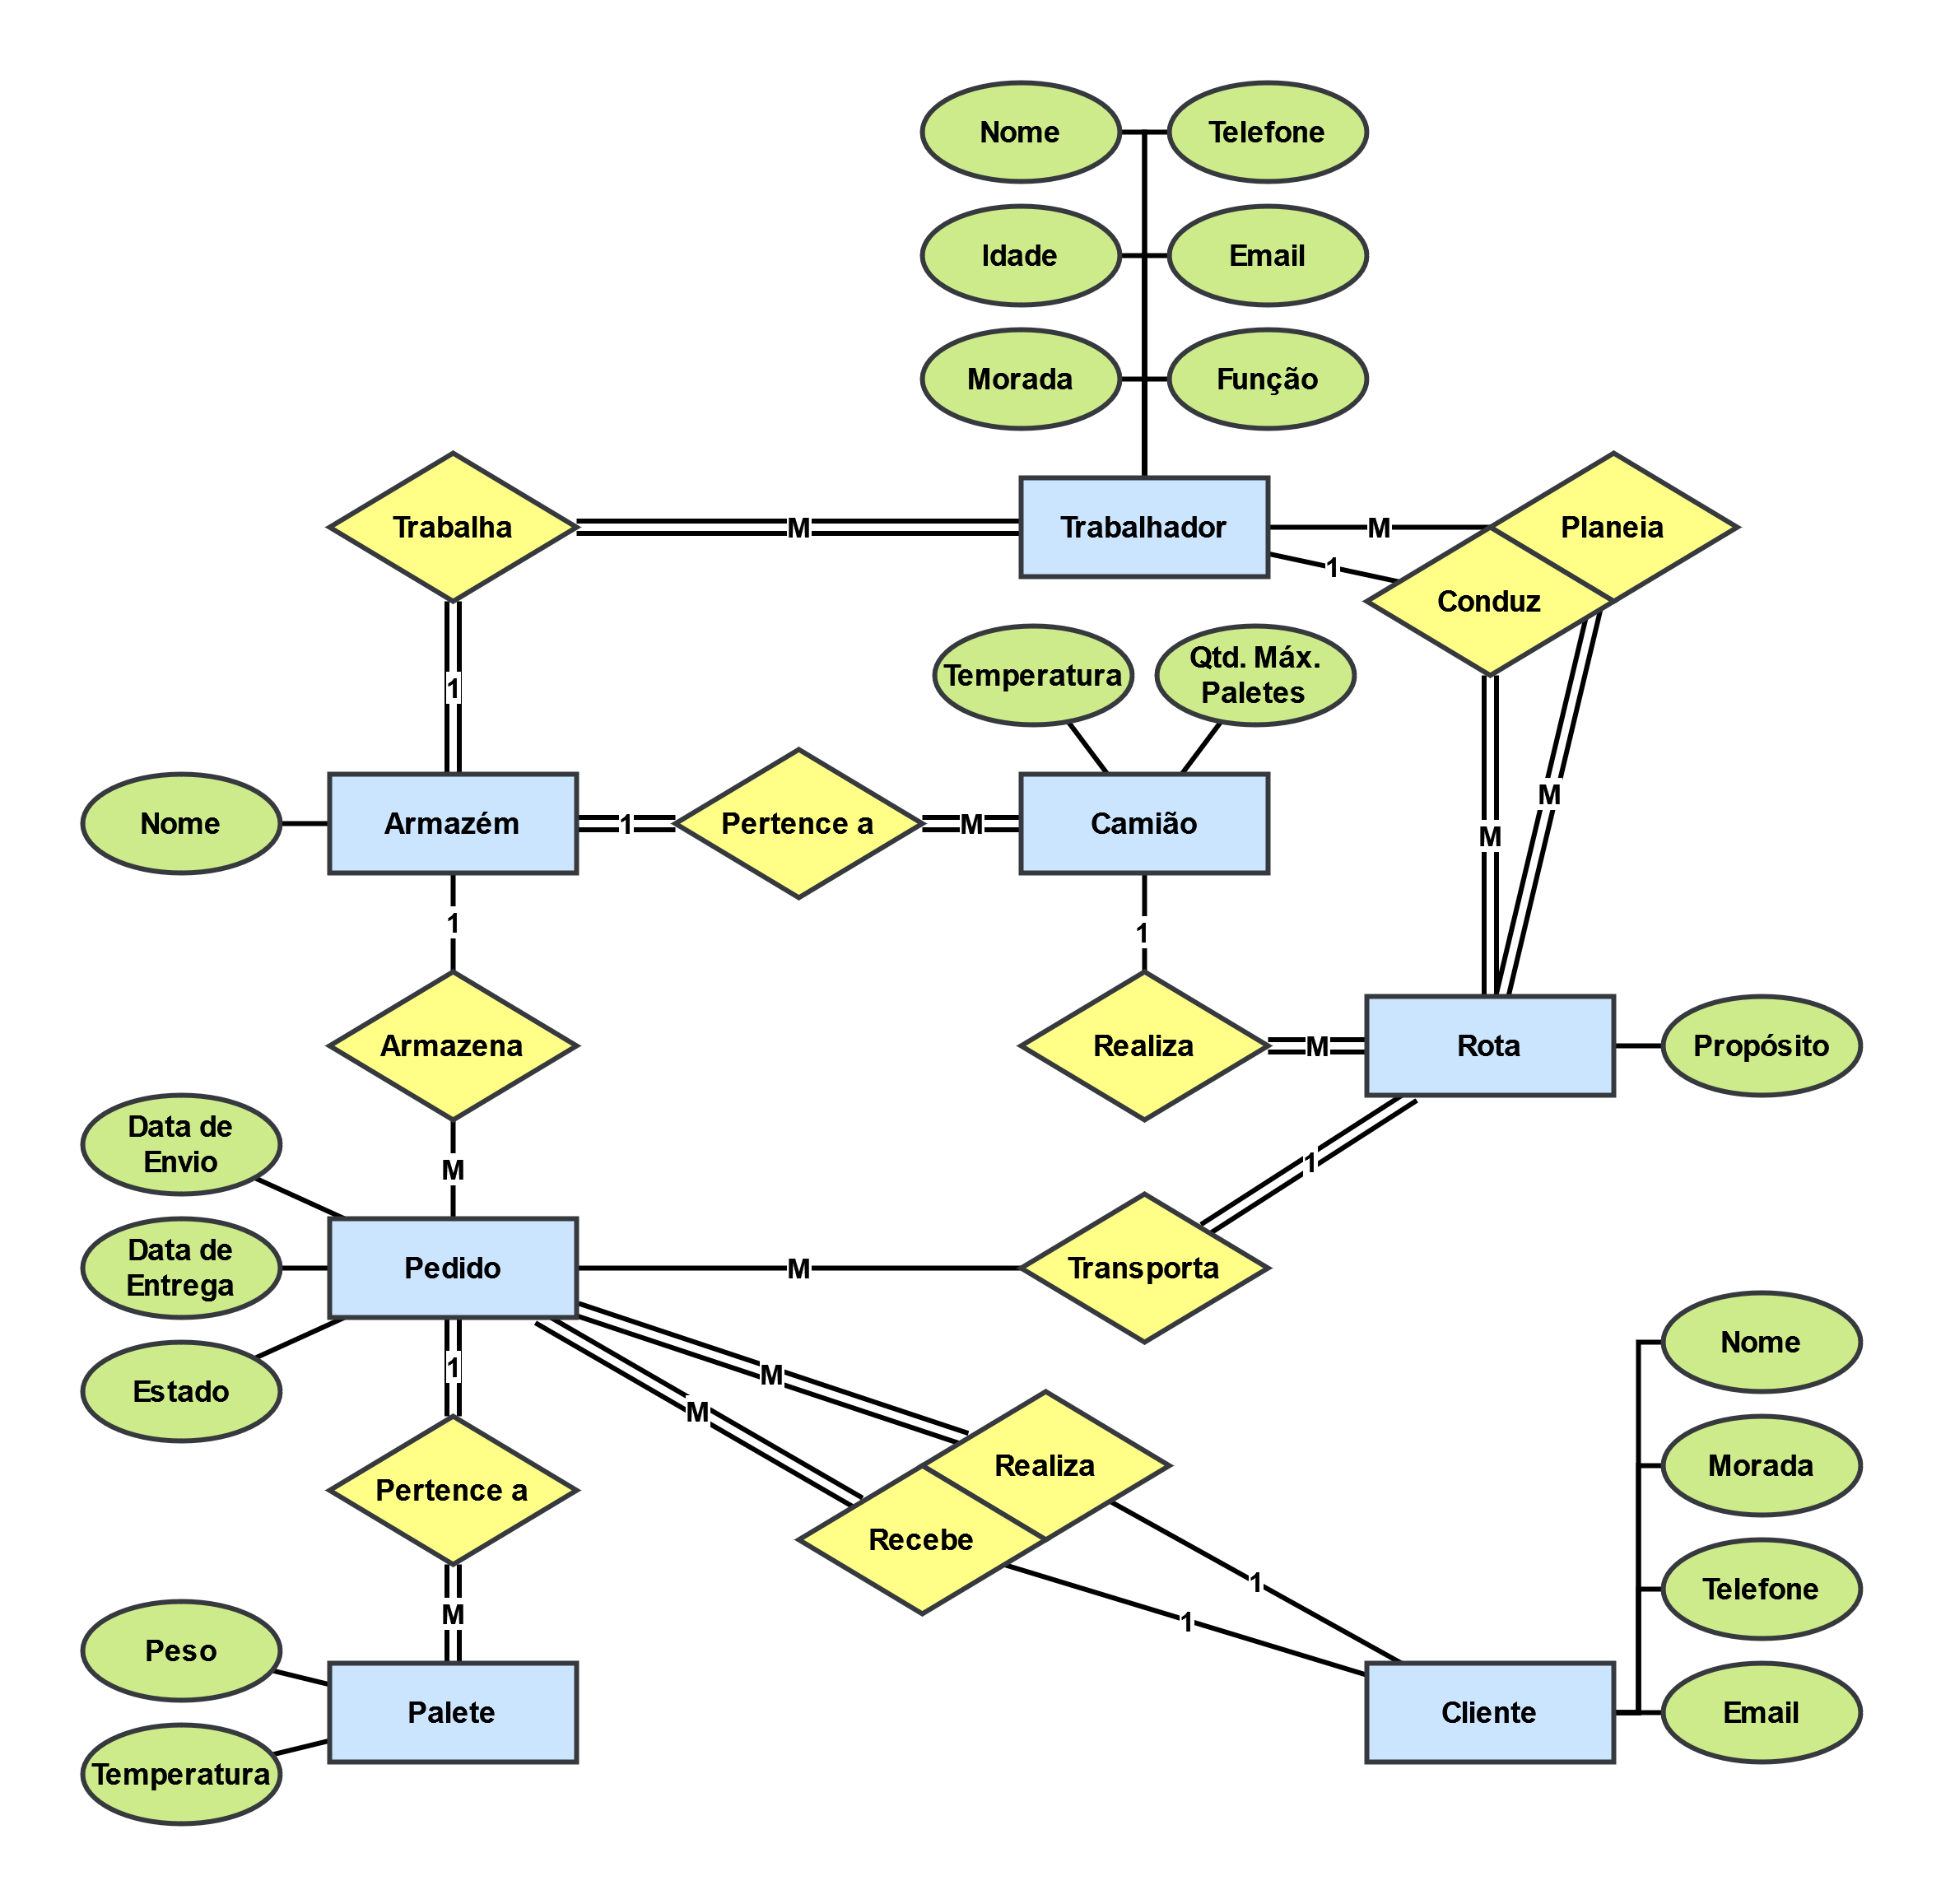 Nome
Telefone
Idade
Email
Morada
Função
Trabalha
M
Trabalhador
M
Planeia
1
Conduz
Temperatura
Qtd. Máx.
Paletes
1
Nome
Armazém
1
Pertence a
M
Camião
M
M
1
1
Armazena
Realiza
M
Rota
Propósito
Data de
Envio
M
1
Data de
Entrega
Pedido
M
Transporta
Estado
1
M
M
Nome
Pertence a
Realiza
Morada
Recebe
M
1
1
Telefone
Peso
Palete
Cliente
Email
Temperatura